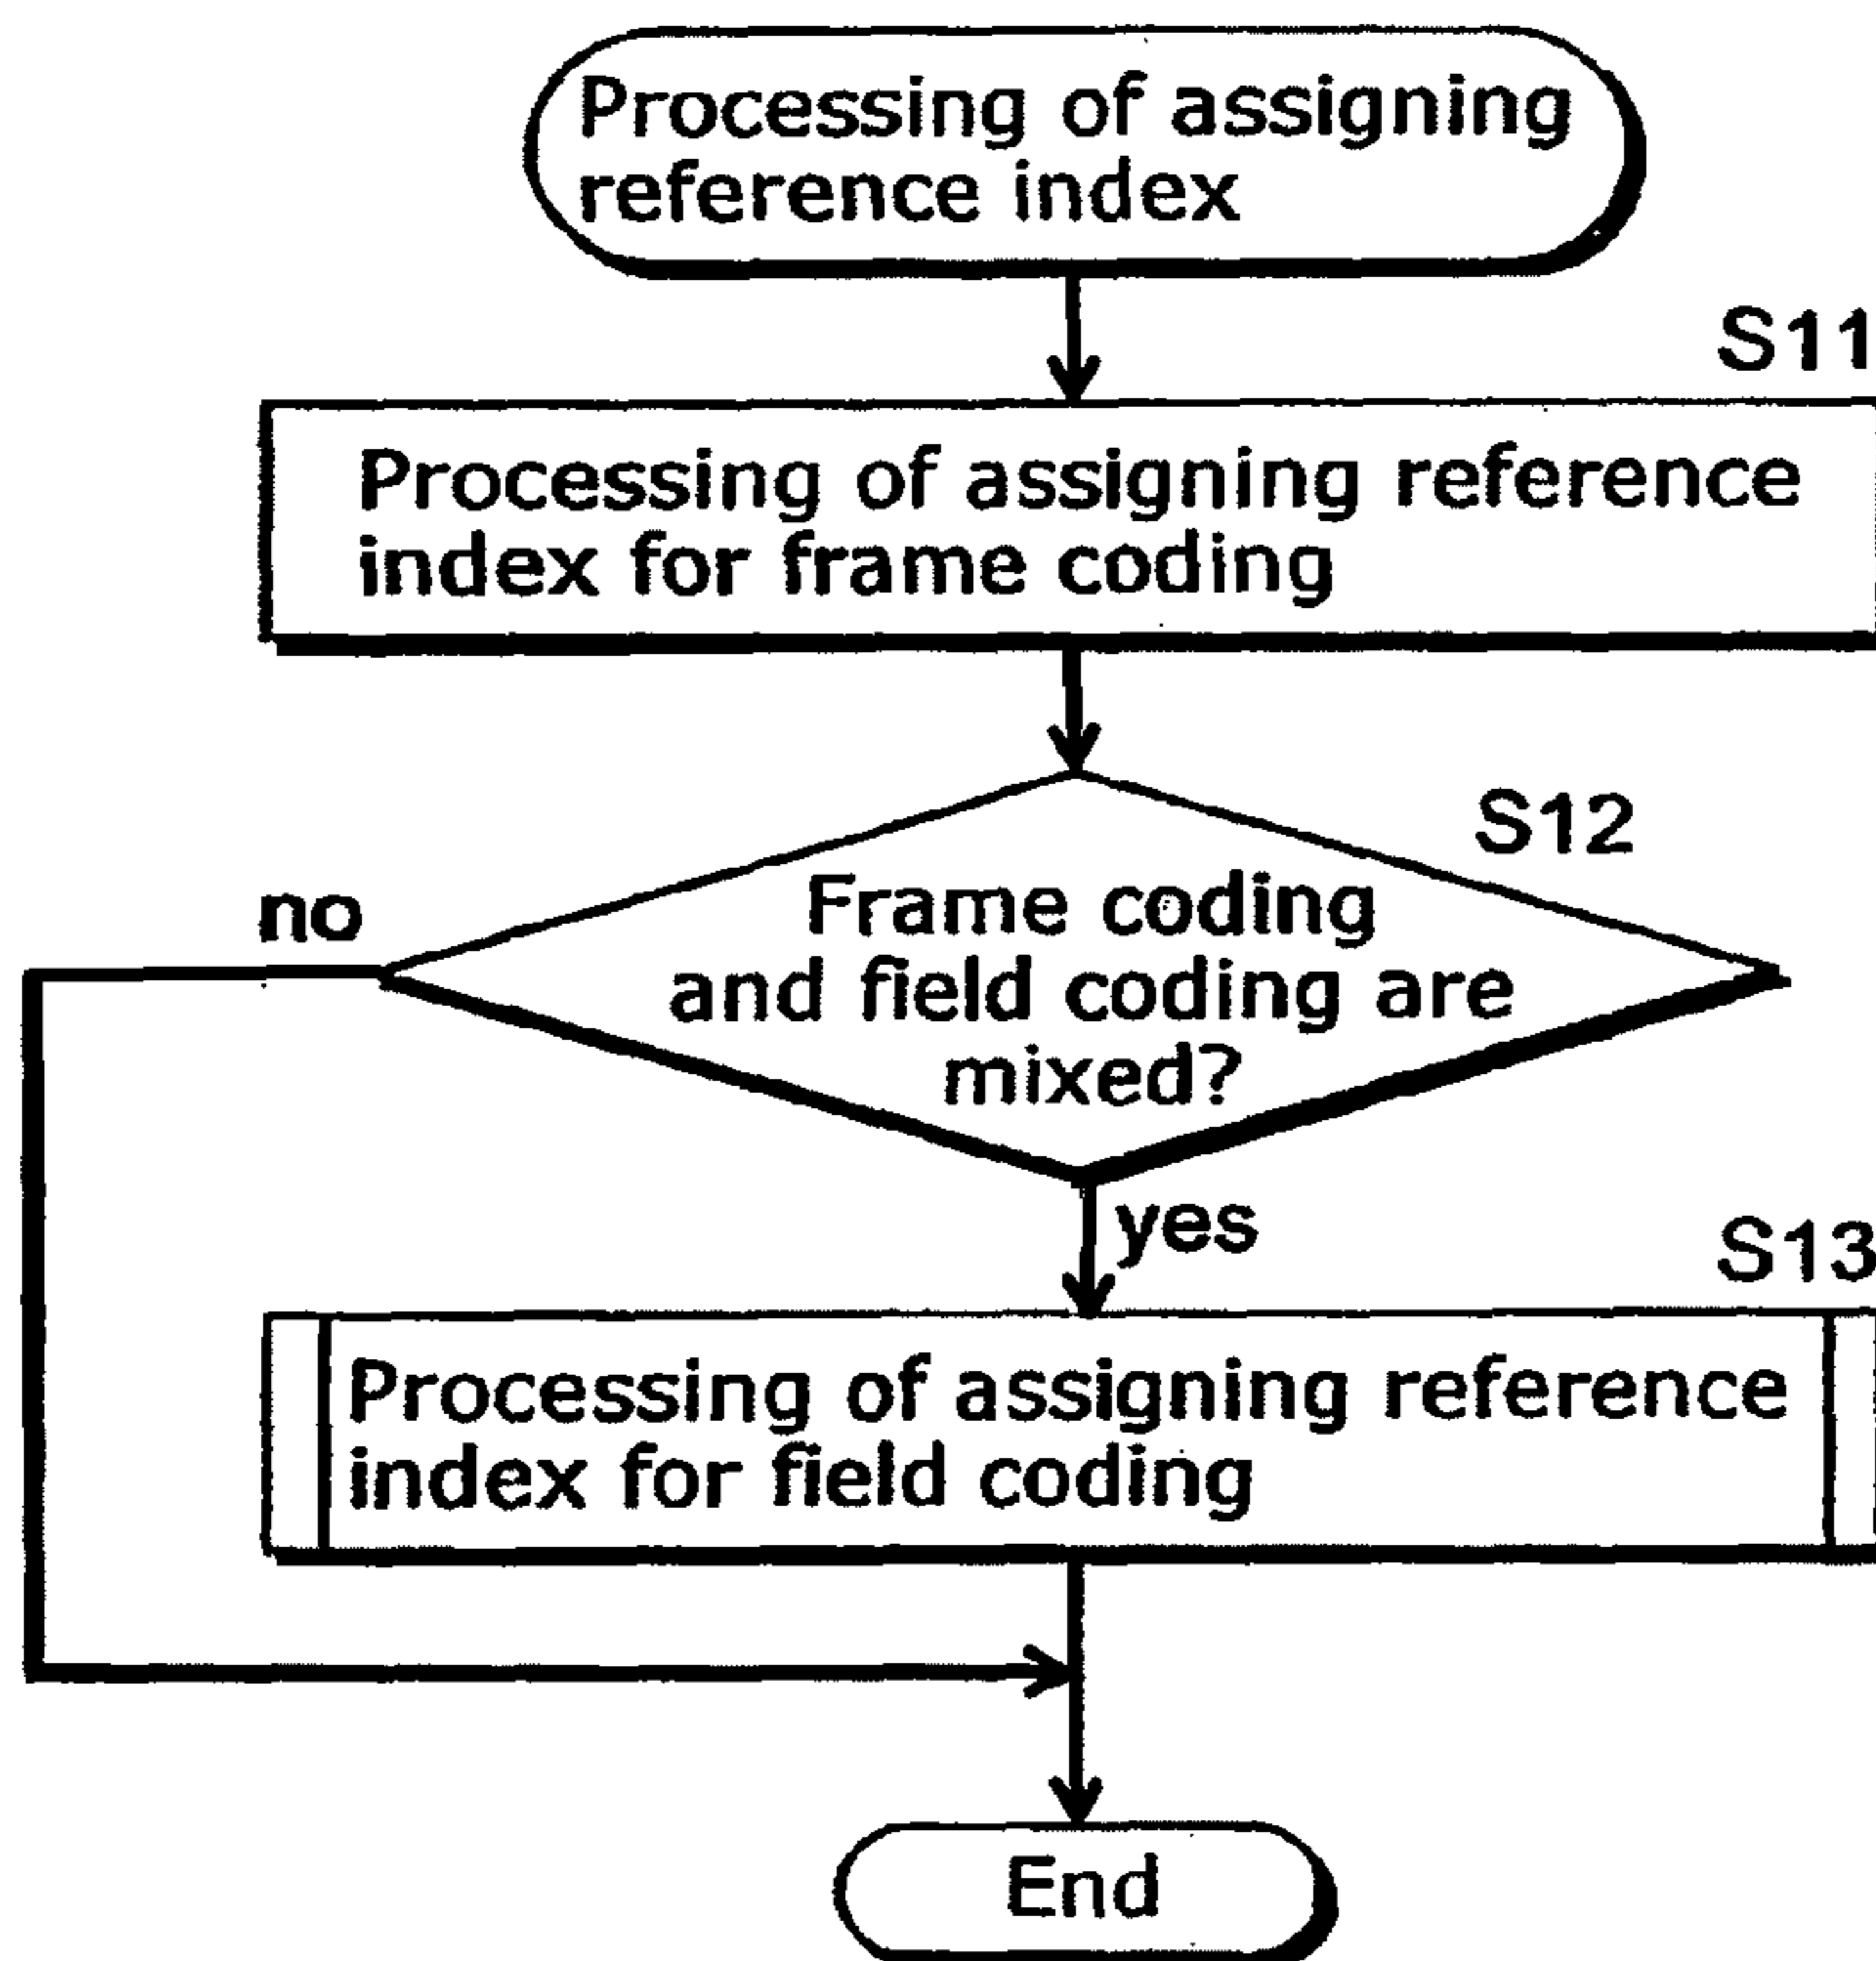 Processing of assigning
reference index
S11
Processing of assigning reference
index for frame coding
S12
no
Frame coding
and field coding are
mixed?
yes
S13
Processing of assigning reference
index for field coding
End